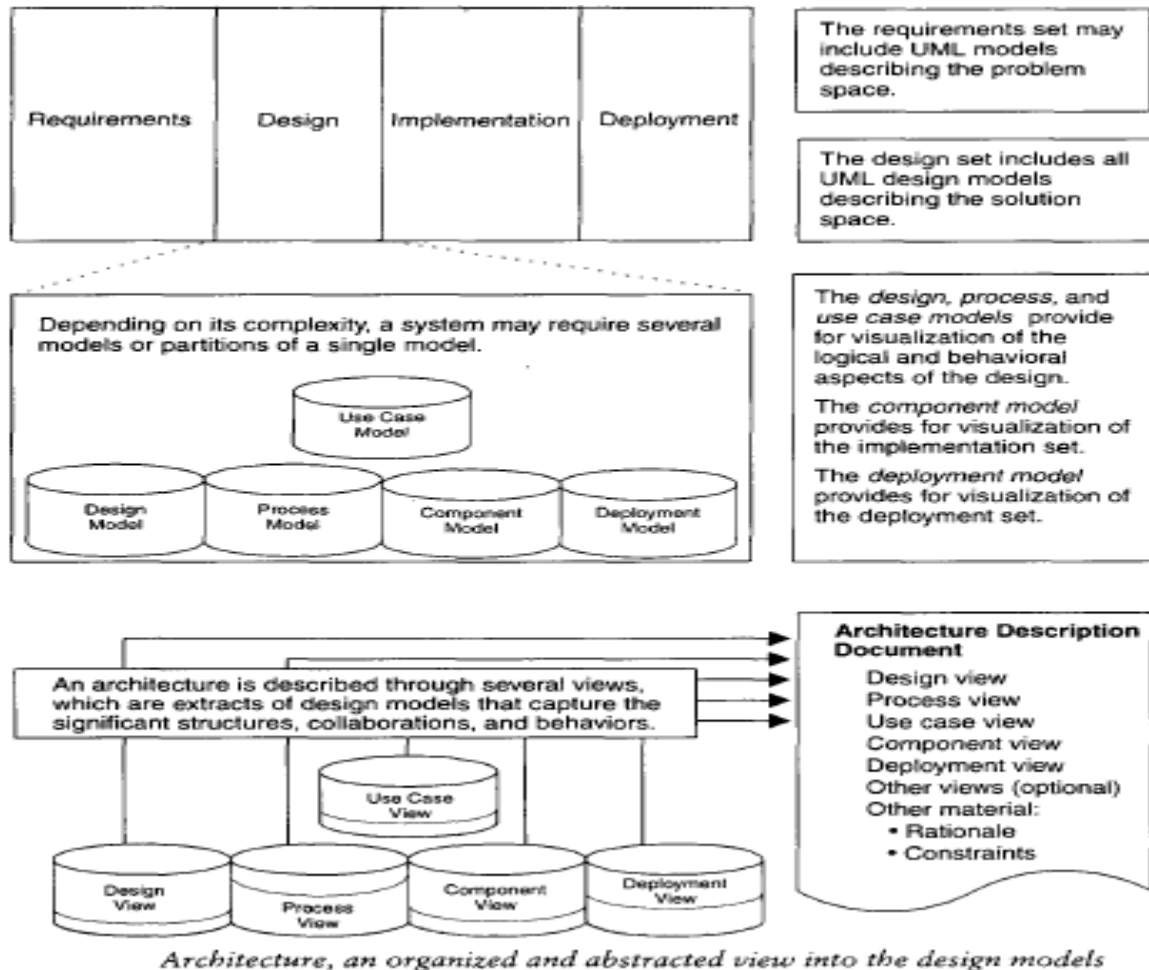 Requirements
Design
Implementation
Deployment
The requirements set may
include UML models
describing the problem
space.
The design set includes all
UML design models
describing the solution
space.
Depending on its complexity, a system may require several
models or partitions of a single model.
Use Case
Model
Design
Model
Process
Model
Component
Model
Deployment
Model
The design, process, and
use case models provide
for visualization of the
logical and behavioral
aspects of the design.
The component model
provides for visualization of
the implementation set.
The deployment model
provides for visualization of
the deployment set.
An architecture is described through several views,
which are extracts of design models that capture the
significant structures, collaborations, and behaviors.
Use Case
View
Design
View
Process
View
Component
View
Deployment
View
Architecture Description
Document
Design view
Process view
Use case view
Component view
Deployment view
Other views (optional)
Other material:
• Rationale
• Constraints
Architecture, an organized and abstracted view into the design models